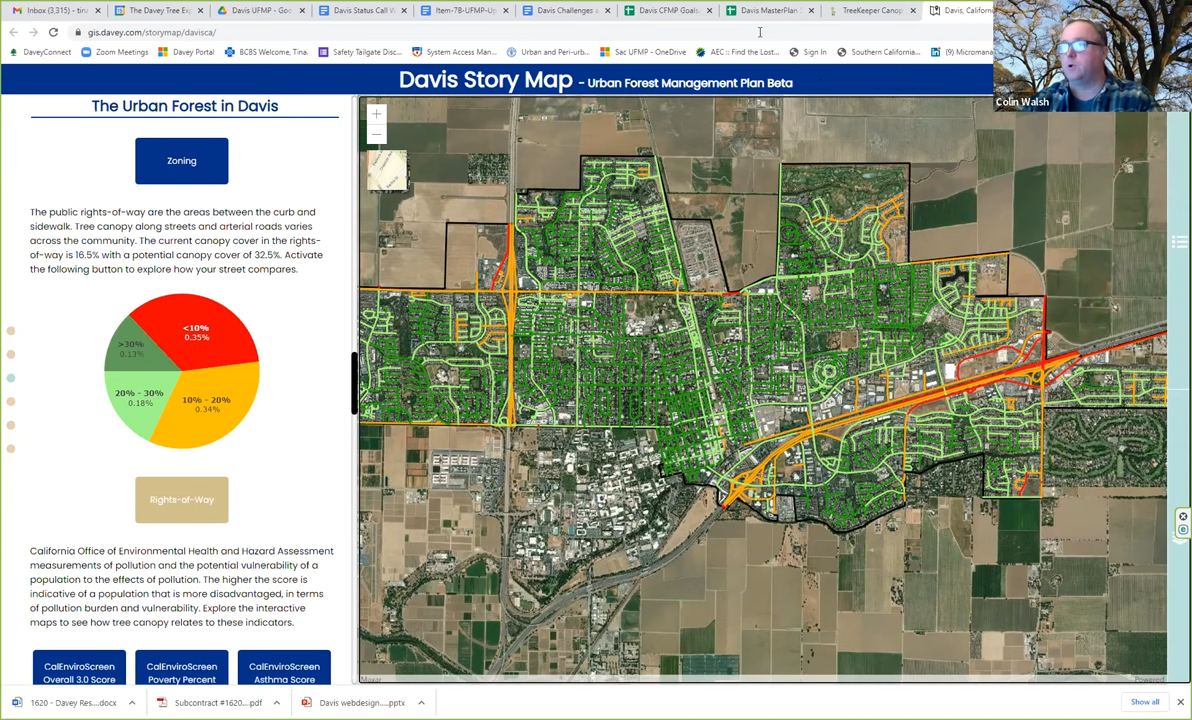 Inbox (3,315) - tina
The Davey Tree Ex
Davis UFMP - Goo
Davis Status Call W
Item-7B-UFMP-Up
Davis Challenges a
Davis CFMP Goals
Davis MasterPlan S
TreeKeeper Canop
Davis, Californi
gis.davey.com/storymap/davisca/
DaveyConnect
Zoom Meetings
Davey Portal
BCBS Welcome, Tina.
Safety Tailgate Disc...
System Access Man...
Urban and Peri-urb...
Sac UFMP - OneDrive
AEC :: Find the Lost...
Sign In
Southern California...
(9) Micromana
Colin Walsh
Davis Story Map - Urban Forest Management Plan Beta
The Urban Forest in Davis
Zoning
The public rights-of-way are the areas between the curb and
sidewalk. Tree canopy along streets and arterial roads varies
across the community. The current canopy cover in the rights-
of-way is 16.5% with a potential canopy cover of 32.5%. Activate
the following button to explore how your street compares.
<10%
0.35%
>30%
0.13%
20% - 30%
0.18%
10% - 20%
0.34%
Rights-of-Way
California Office of Environmental Health and Hazard Assessment
measurements of pollution and the potential vulnerability of a
population to the effects of pollution. The higher the score is
indicative of a population that is more disadvantaged, in terms
of pollution burden and vulnerability. Explore the interactive
maps to see how tree canopy relates to these indicators.
CalEnviroScreen
Overall 3.0 Score
CalEnviroScreen
Poverty Percent
CalEnviroScreen
Asthma Score
Maxar
Powered
1620 - Davey Res....docx
Subcontract #1620....pdf
Davis webdesign....pptx
Show all